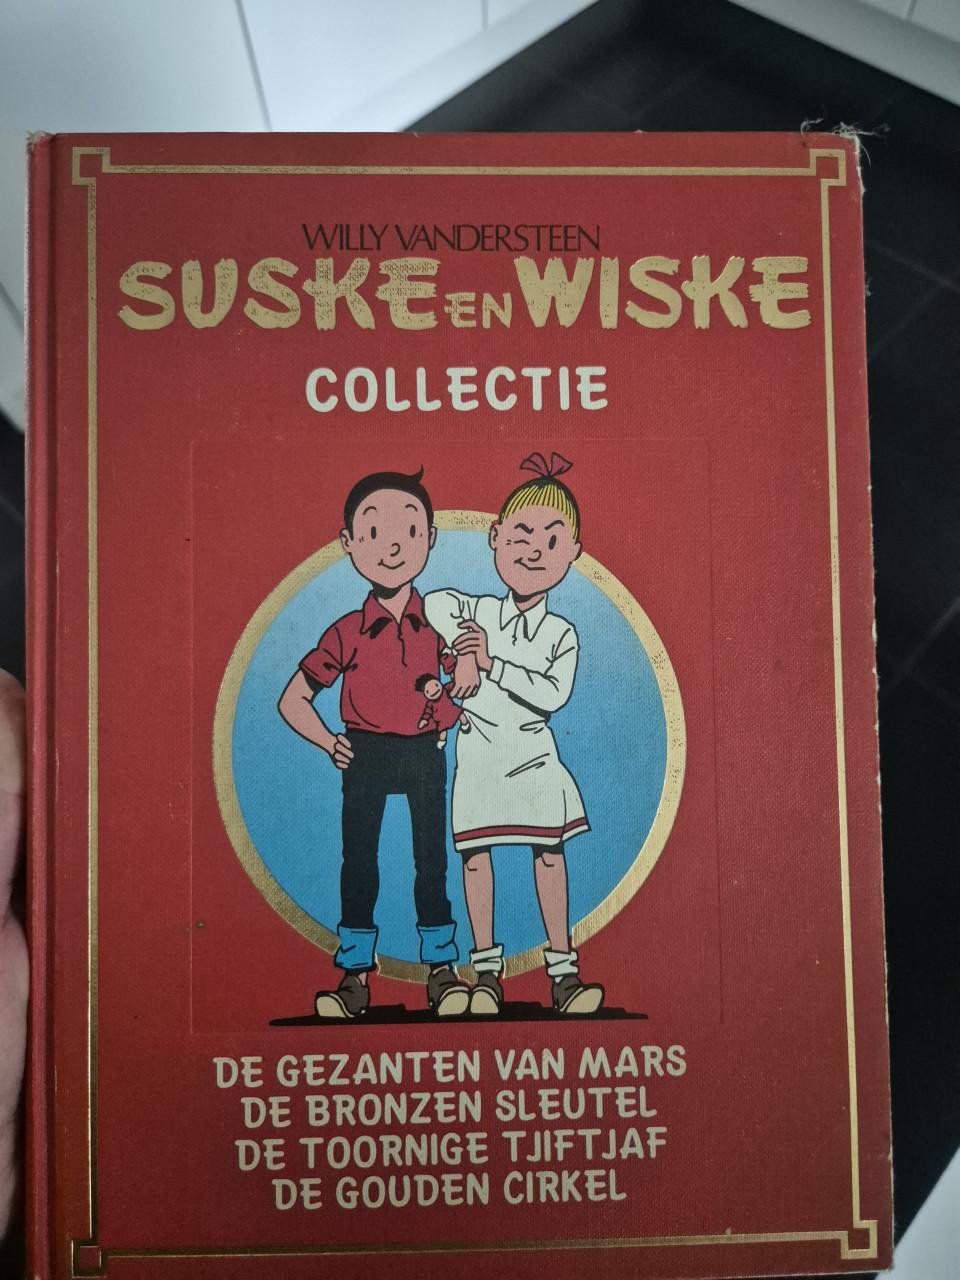 WILLY VANDERSTEEN
SUSKE EN WISKE
COLLECTIE
DE GEZANTEN VAN MARS
DE BRONZEN SLEUTEL
DE TOORNIGE TJIFTJAF
DE GOUDEN CIRKEL